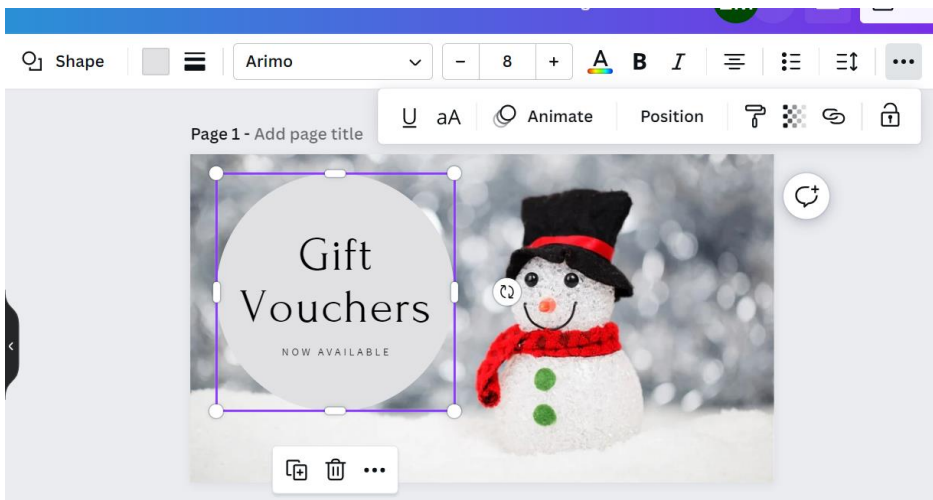 Shape
Arimo
- 8 +
A B I
Page 1 - Add page title
U aA Animate Position
Gift
Vouchers
NOW AVAILABLE